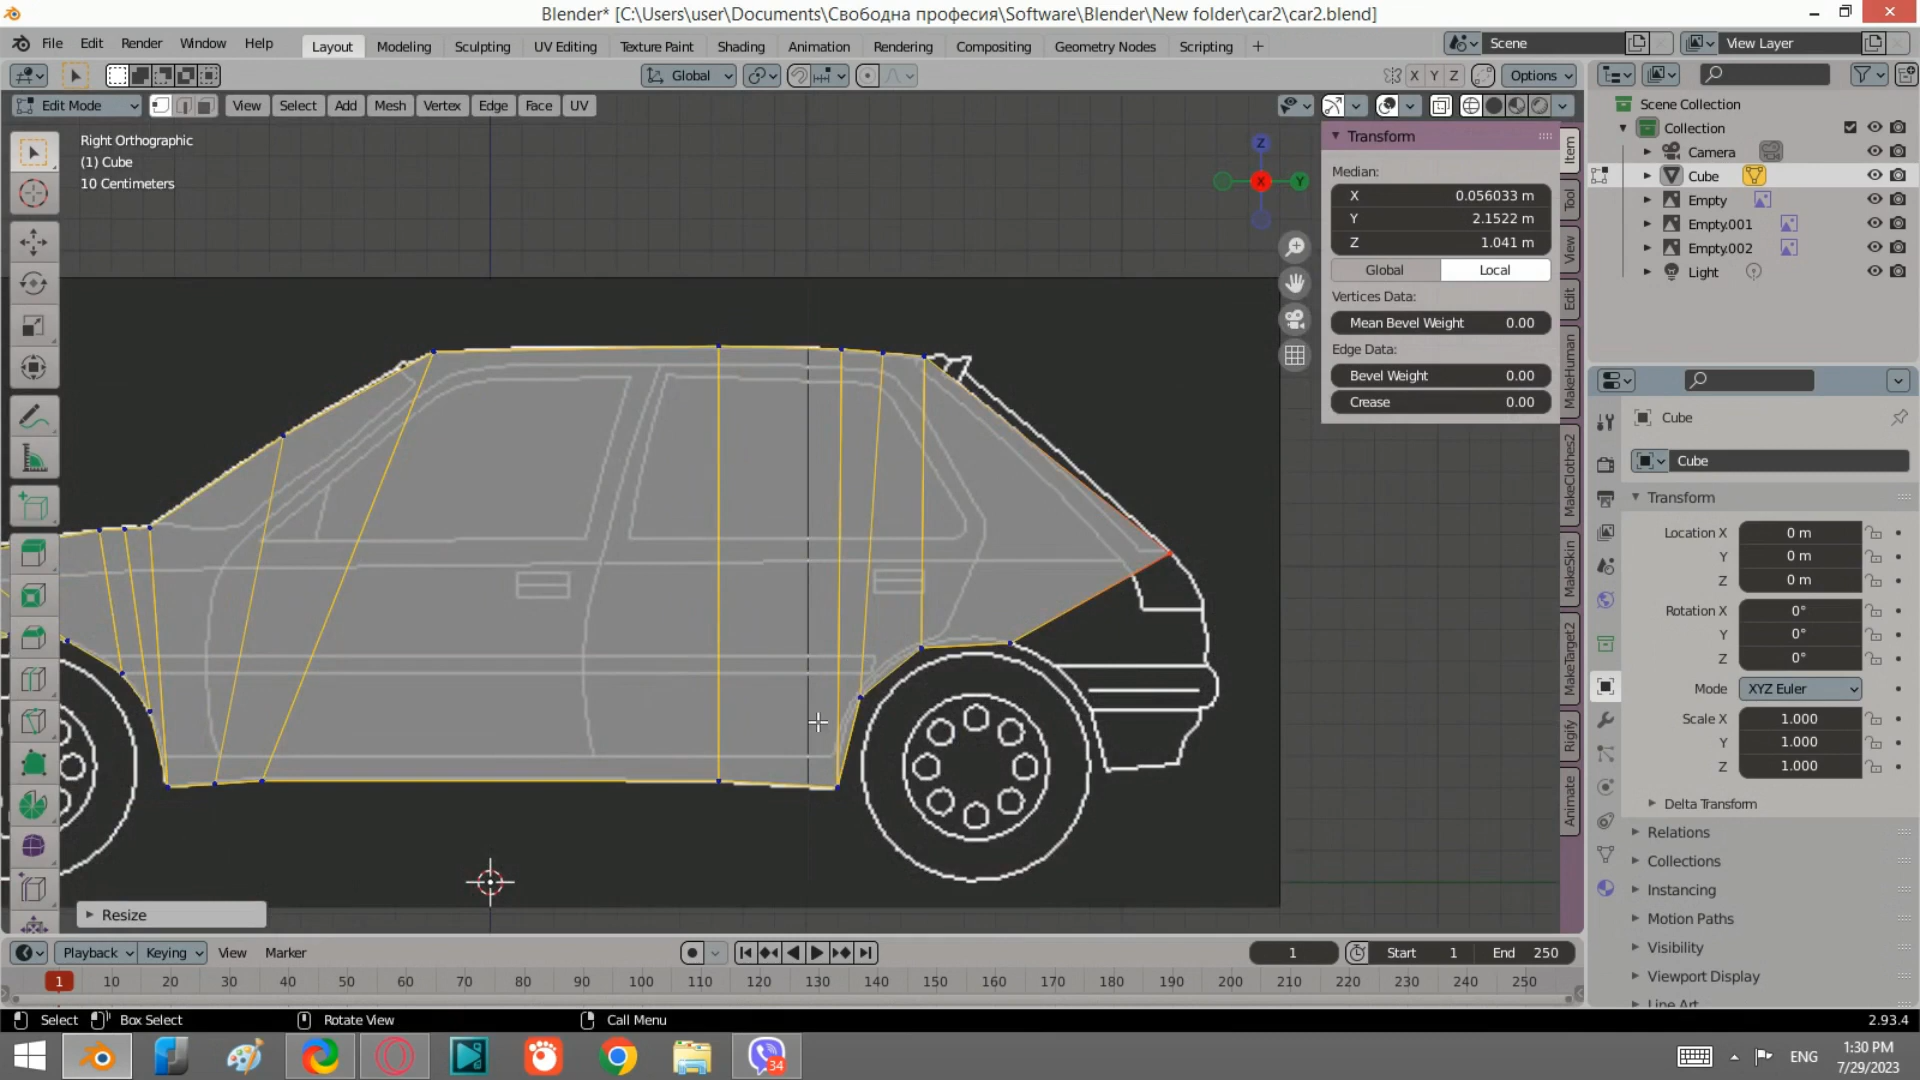 Blender* [C:\Users\user\Documents\Свободна професия\Software\Blender\New folder\car2\car2.blend]
File Edit Render Window Help Layout Modeling Sculpting UV Editing Texture Paint Shading Animation Rendering Compositing Geometry Nodes Scripting + Scene View Layer
Global X Y Z Options
Edit Mode View Select Add Mesh Vertex Edge Face UV
Right Orthographic
(1) Cube
10 Centimeters
Z
X
Y
Transform
Median:
X 0.056033 m
Y 2.1522 m
Z 1.041 m
Global Local
Vertices Data:
Mean Bevel Weight 0.00
Edge Data:
Bevel Weight 0.00
Crease 0.00
Item
Tool
View
Edit
MakeHuman
MakeClothes2
MakeSkin
MakeTarget2
Rigify
Animate
Scene Collection
Collection
Camera
Cube
Empty
Empty.001
Empty.002
Light
Cube
Cube
Transform
Location X 0 m
Y 0 m
Z 0 m
Rotation X 0°
Y 0°
Z 0°
Mode XYZ Euler
Scale X 1.000
Y 1.000
Z 1.000
Delta Transform
Relations
Collections
Instancing
Motion Paths
Visibility
Viewport Display
Line Art
Resize
Playback Keying View Marker 1 Start 1 End 250
1 10 20 30 40 50 60 70 80 90 100 110 120 130 140 150 160 170 180 190 200 210 220 230 240 250
Select Box Select Rotate View Call Menu 2.93.4
34
ENG
1:30 PM
7/29/2023